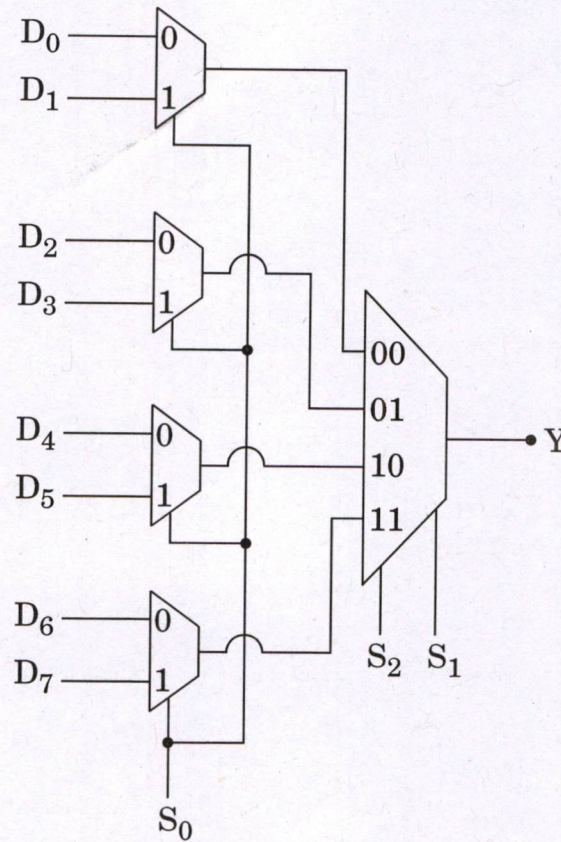 D₀ 0
D₁ 1
D₂ 0
D₃ 1
00
01
Y
D₄ 0
10
D₅ 1
11
D₆ 0
S₂ S₁
D₇ 1
S₀